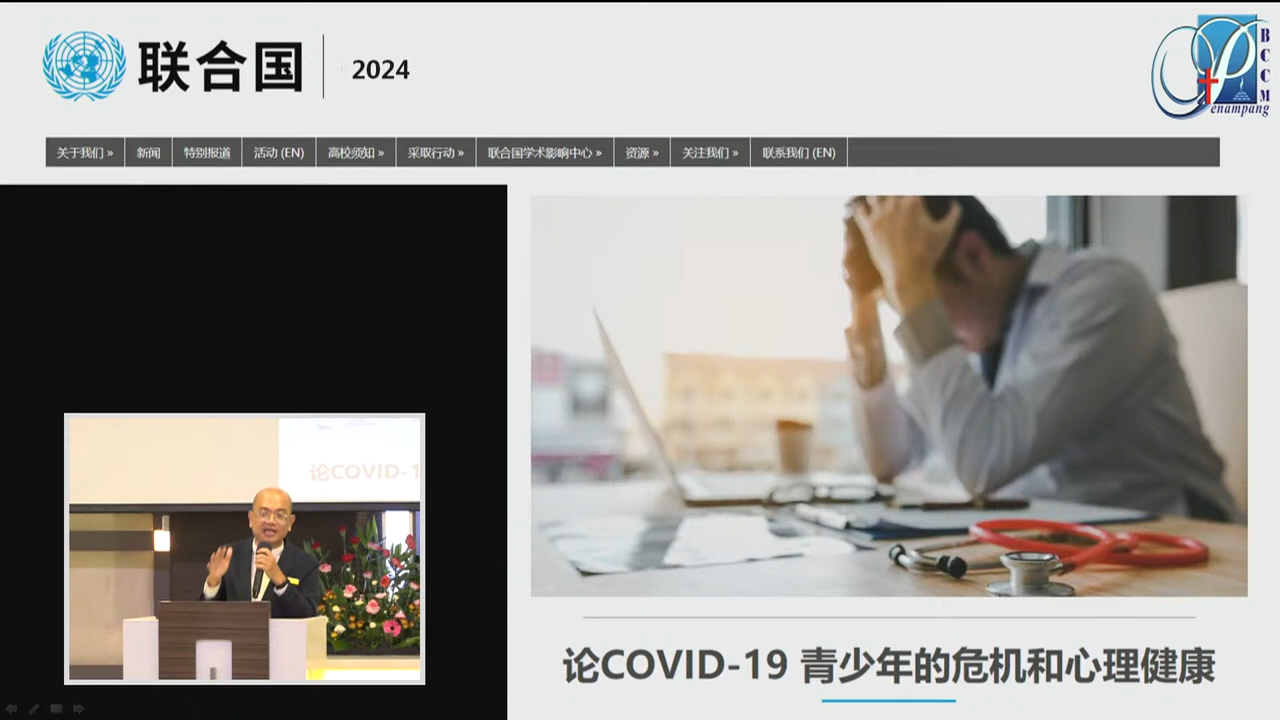 联合国
2024
B
C
C
M
Penampang
关于我们 »
新闻
特别报道
活动 (EN)
高校须知 »
采取行动 »
联合国学术影响中心 »
资源 »
关注我们 »
联系我们 (EN)
论COVID-1
论COVID-19 青少年的危机和心理健康